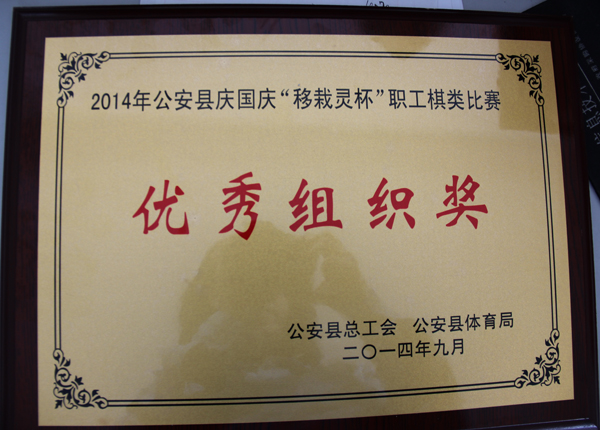 2014年公安县庆国庆“移栽灵杯”职工棋类比赛
优秀组织奖
公安县总工会 公安县体育局
二〇一四年九月